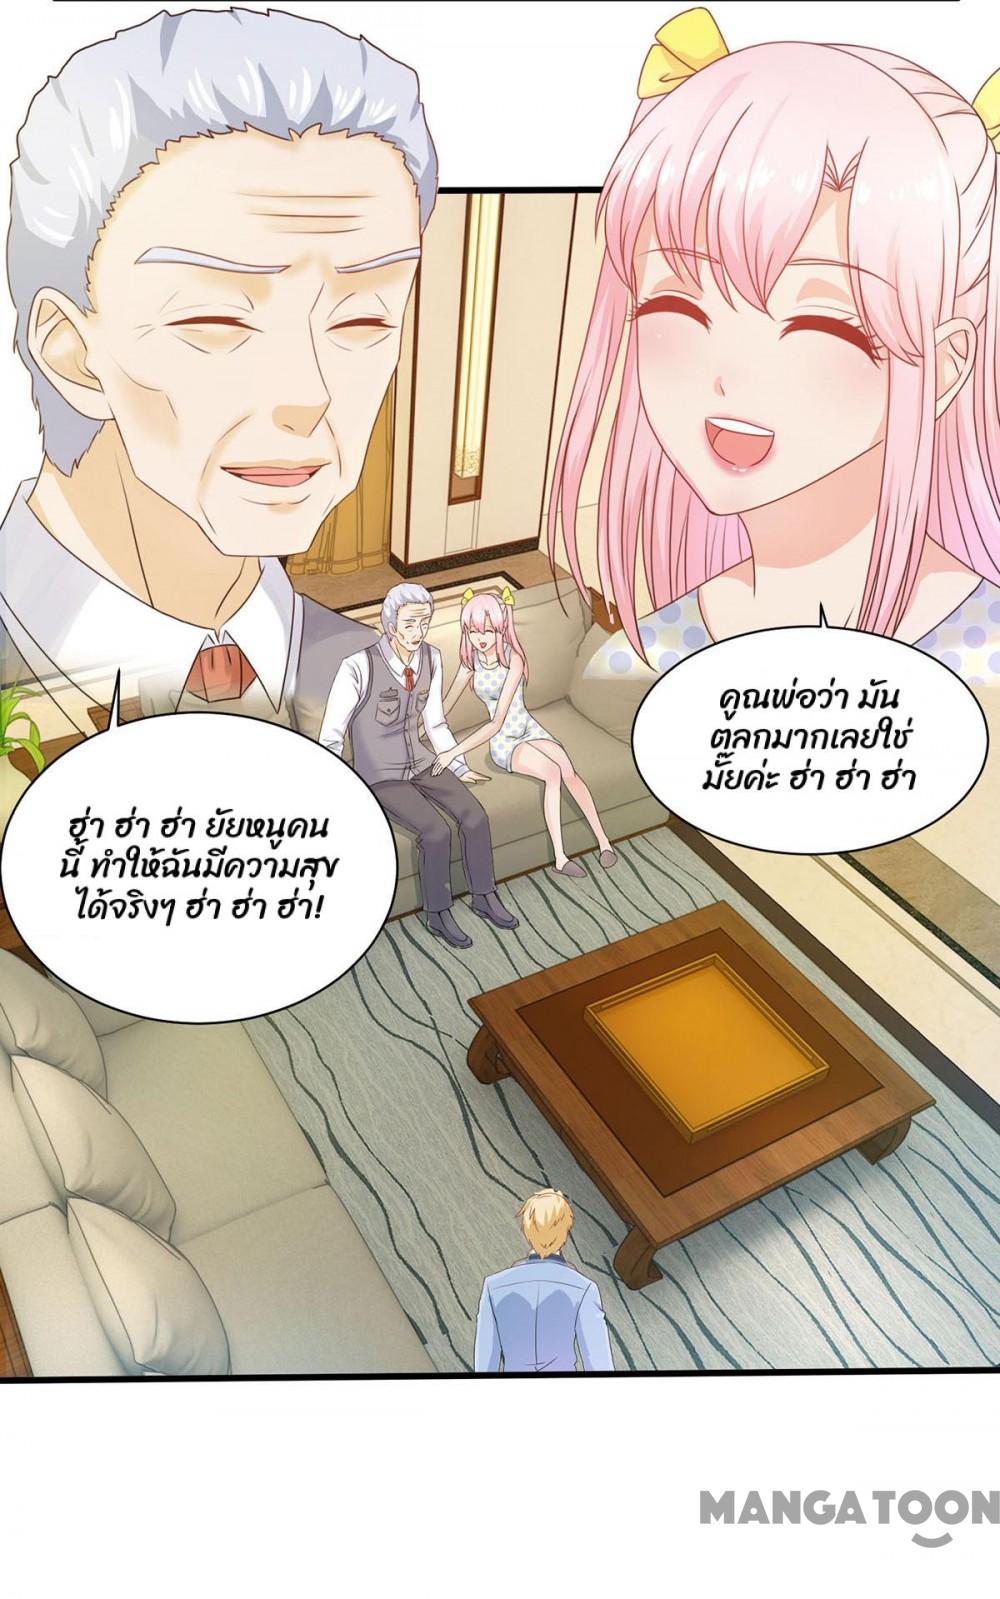 คูณพ่อว่า มัน
ตลกมากเลยใช่
มั๊ยค่ะ ฮ่า ฮ่า ฮ่า
ฮ่า ฮ่า ฮ่า ยัยหนูคน
นี้ ทำให้ฉันมีความสุข
ได้จริงๆ ฮ่า ฮ่า ฮ่า!
MANGATOON